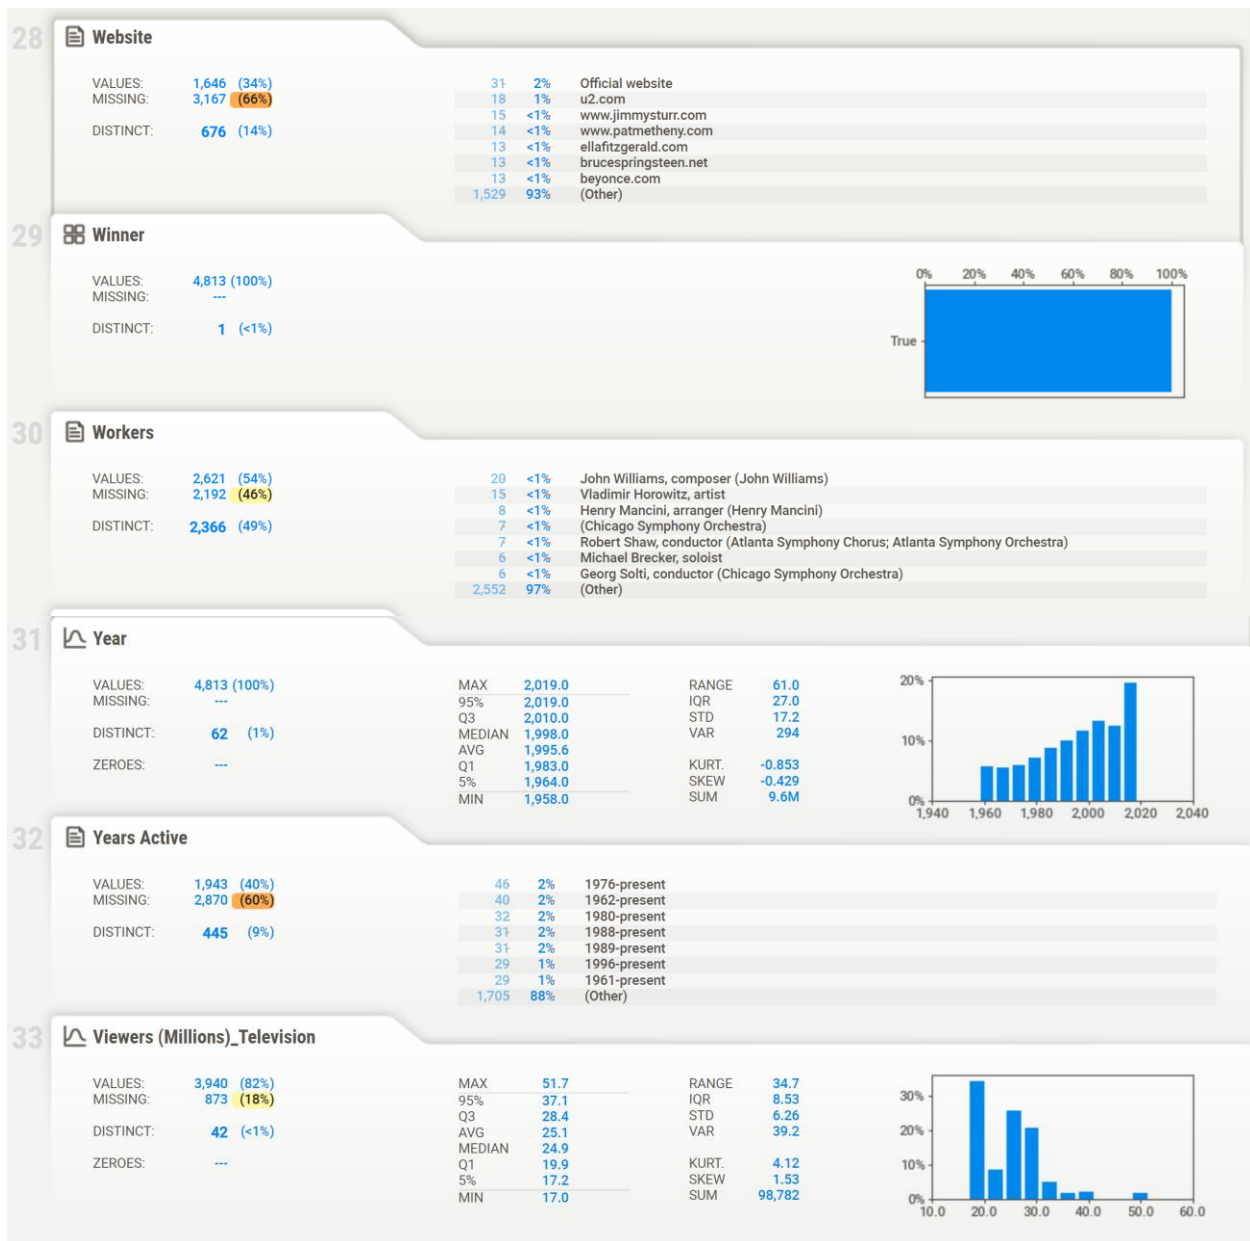 28 Website
VALUES: 1,646 (34%)
MISSING: 3,167 (66%)
DISTINCT: 676 (14%)
31 2% Official website
18 1% u2.com
15 <1% www.jimmysturr.com
14 <1% www.patmetheny.com
13 <1% ellafitzgerald.com
13 <1% brucespringsteen.net
13 <1% beyonce.com
1,529 93% (Other)
29 Winner
VALUES: 4,813 (100%)
MISSING: ---
DISTINCT: 1 (<1%)
0% 20% 40% 60% 80% 100%
True
30 Workers
VALUES: 2,621 (54%)
MISSING: 2,192 (46%)
DISTINCT: 2,366 (49%)
20 <1% John Williams, composer (John Williams)
15 <1% Vladimir Horowitz, artist
8 <1% Henry Mancini, arranger (Henry Mancini)
7 <1% (Chicago Symphony Orchestra)
7 <1% Robert Shaw, conductor (Atlanta Symphony Chorus; Atlanta Symphony Orchestra)
6 <1% Michael Brecker, soloist
6 <1% Georg Solti, conductor (Chicago Symphony Orchestra)
2,552 97% (Other)
31 Year
VALUES: 4,813 (100%)
MISSING: ---
DISTINCT: 62 (1%)
ZEROES: ---
MAX 2,019.0
95% 2,019.0
Q3 2,010.0
MEDIAN 1,998.0
AVG 1,995.6
Q1 1,983.0
5% 1,964.0
MIN 1,958.0
RANGE 61.0
IQR 27.0
STD 17.2
VAR 294
KURT. -0.853
SKEW -0.429
SUM 9.6M
20%
10%
0%
1,940 1,960 1,980 2,000 2,020 2,040
32 Years Active
VALUES: 1,943 (40%)
MISSING: 2,870 (60%)
DISTINCT: 445 (9%)
46 2% 1976-present
40 2% 1962-present
32 2% 1980-present
31 2% 1988-present
31 2% 1989-present
29 1% 1996-present
29 1% 1961-present
1,705 88% (Other)
33 Viewers (Millions)_Television
VALUES: 3,940 (82%)
MISSING: 873 (18%)
DISTINCT: 42 (<1%)
ZEROES: ---
MAX 51.7
95% 37.1
Q3 28.4
AVG 25.1
MEDIAN 24.9
Q1 19.9
5% 17.2
MIN 17.0
RANGE 34.7
IQR 8.53
STD 6.26
VAR 39.2
KURT. 4.12
SKEW 1.53
SUM 98,782
30%
20%
10%
0%
10.0 20.0 30.0 40.0 50.0 60.0